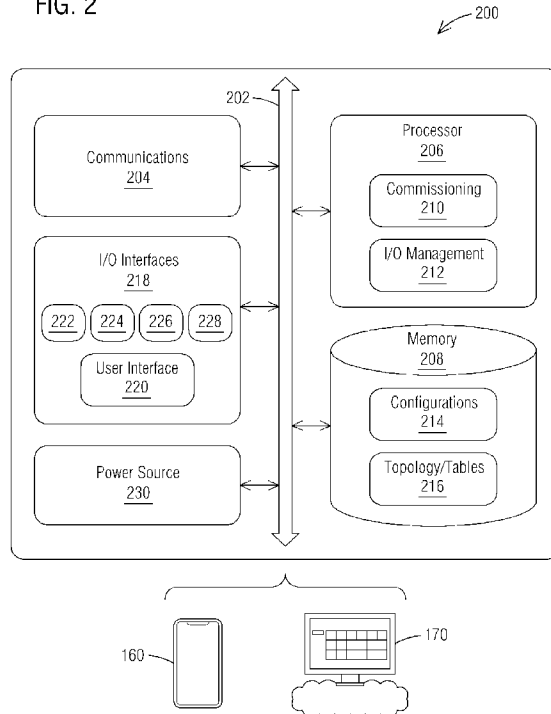 FIG. 2
200
202
Communications
204
I/O Interfaces
218
222 224 226 228
User Interface
220
Power Source
230
Processor
206
Commissioning
210
I/O Management
212
Memory
208
Configurations
214
Topology/Tables
216
160
170